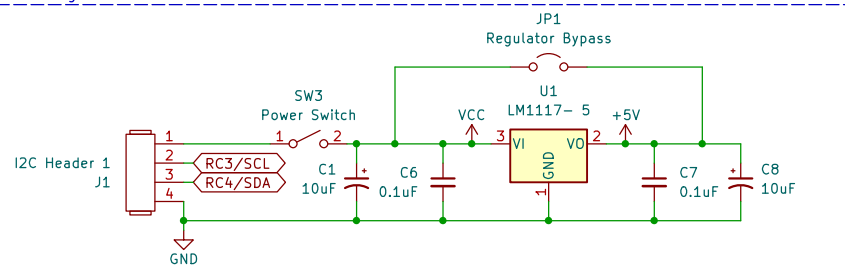 JP1
Regulator Bypass
SW3
Power Switch
1 2
VCC
U1
LM1117- 5
+5V
3 VI VO 2
GND
1
I2C Header 1
J1
1
2 RC3/SCL
3 RC4/SDA
4
C1
10uF
+
C6
0.1uF
C7
0.1uF
C8
10uF
+
GND